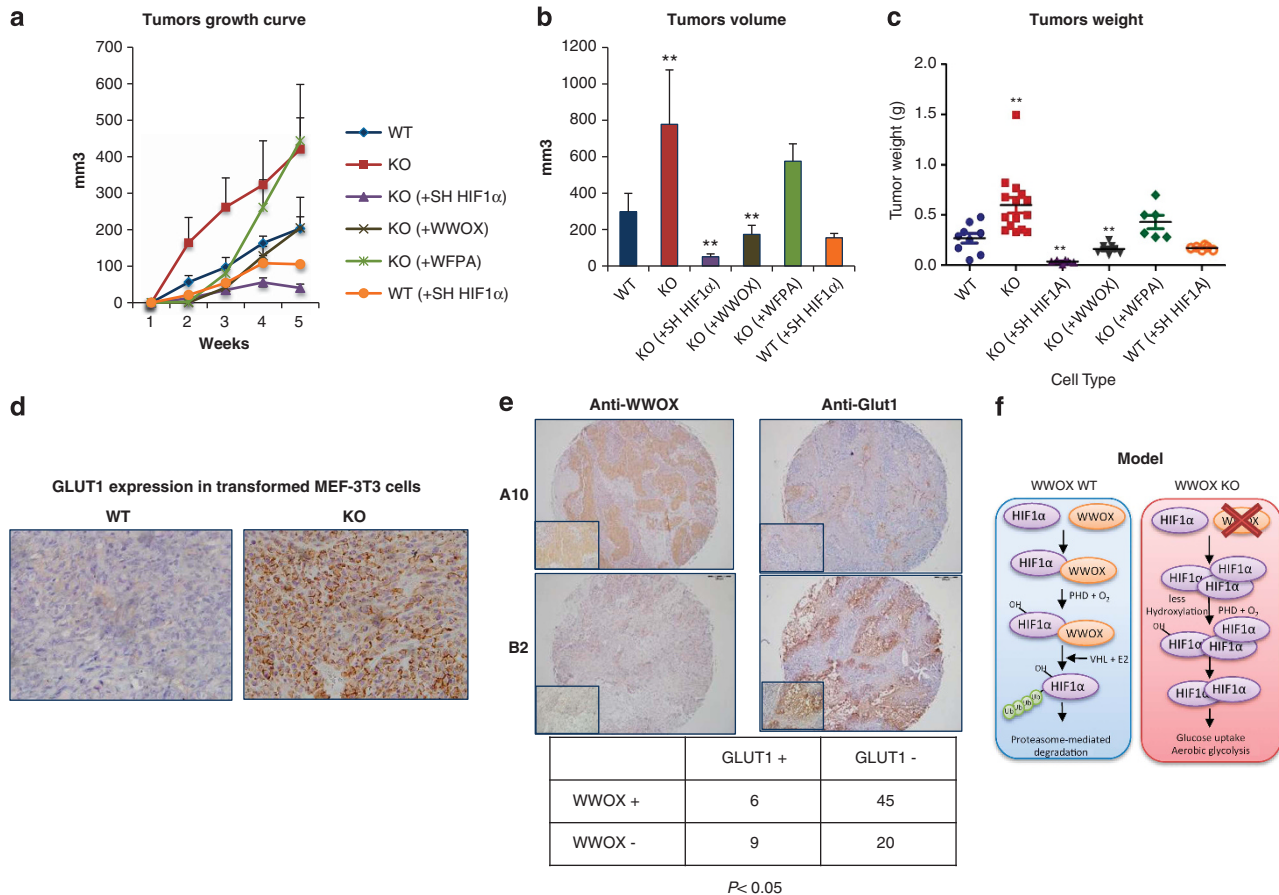 a
Tumors growth curve
700
600
500
400
300
200
100
0
mm3
1 2 3 4 5
Weeks
WT
KO
KO (+SH HIF1α)
KO (+WWOX)
KO (+WFPA)
WT (+SH HIF1α)
b
Tumors volume
1200
1000
800
600
400
200
0
mm3
**
**
**
WT
KO
KO (+SH HIF1α)
KO (+WWOX)
KO (+WFPA)
WT (+SH HIF1α)
c
Tumors weight
2.0
1.5
1.0
0.5
0.0
Tumor weight (g)
**
**
**
WT
KO
KO (+SH HIF1A)
KO (+WWOX)
KO (+WFPA)
WT (+SH HIF1A)
Cell Type
d
GLUT1 expression in transformed MEF-3T3 cells
WT KO
e
Anti-WWOX Anti-Glut1
A10
B2
GLUT1 + GLUT1 -
WWOX + 6 45
WWOX - 9 20
P< 0.05
f
Model
WWOX WT
HIF1α WWOX
HIF1α WWOX
PHD + O₂
OH
HIF1α WWOX
VHL + E2
OH
HIF1α
Ub Ub Ub Ub
Proteasome-mediated
degradation
WWOX KO
HIF1α WWOX
HIF1α
HIF1α
HIF1α
less
Hydroxylation
PHD + O₂
OH
HIF1α
HIF1α
HIF1α
HIF1α HIF1α
Glucose uptake
Aerobic glycolysis